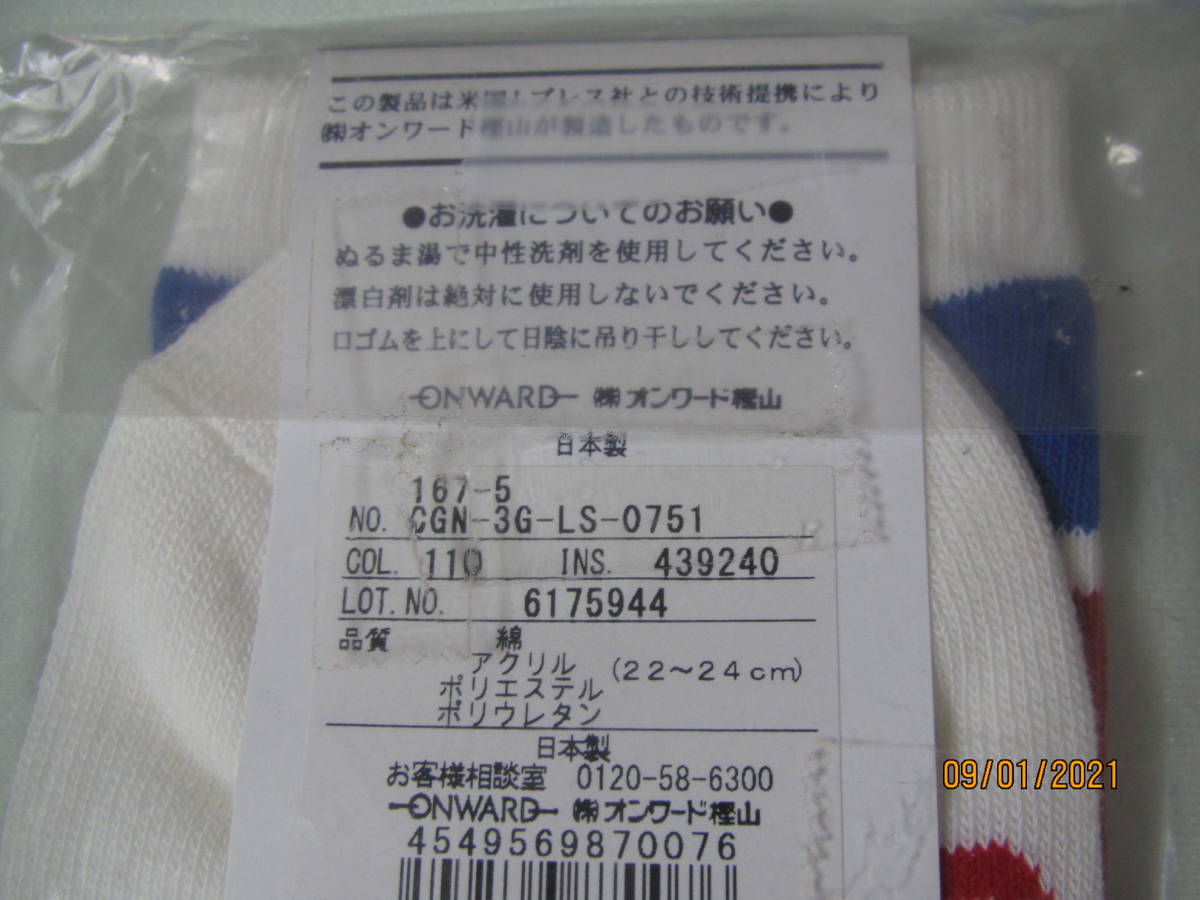 この製品は米国Jプレス社との技術提携により
㈱オンワード樫山が製造したものです。
●お洗濯についてのお願い●
ぬるま湯で中性洗剤を使用してください。
漂白剤は絶対に使用しないでください。
口ゴムを上にして日陰に吊り干ししてください。
ONWARD ㈱オンワード樫山
日本製
167-5
NO. CGN-3G-LS-0751
COL. 110 INS. 439240
LOT.NO. 6175944
品質 綿
アクリル (22〜24cm)
ポリエステル
ポリウレタン
日本製
お客様相談室 0120-58-6300
ONWARD ㈱オンワード樫山
4549569870076
09/01/2021